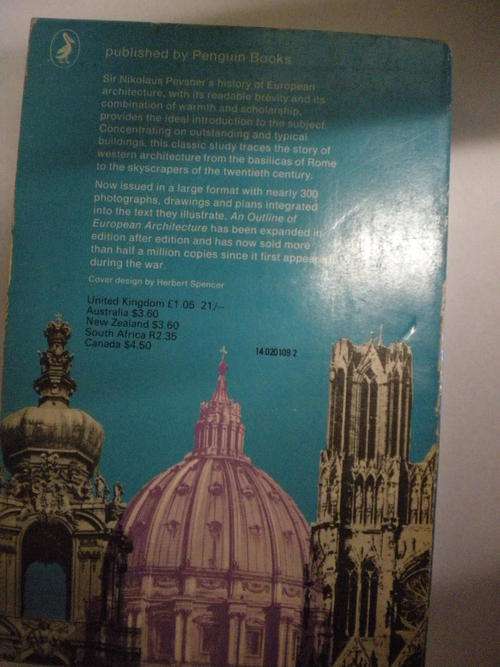 published by Penguin Books
Sir Nikolaus Pevsner's history of European
architecture, with its readable brevity and its
combination of warmth and scholarship,
provides the ideal introduction to the subject.
Concentrating on outstanding and typical
buildings, this classic study traces the story of
western architecture from the basilicas of Rome
to the skyscrapers of the twentieth century.
Now issued in a large format with nearly 300
photographs, drawings and plans integrated
into the text they illustrate, An Outline of
European Architecture has been expanded in
edition after edition and has now sold more
than half a million copies since it first appeared
during the war.
Cover design by Herbert Spencer
United Kingdom £1.05 21/–
Australia $3.60
New Zealand $3.60
South Africa R2.35
Canada $4.50
14 020109 2